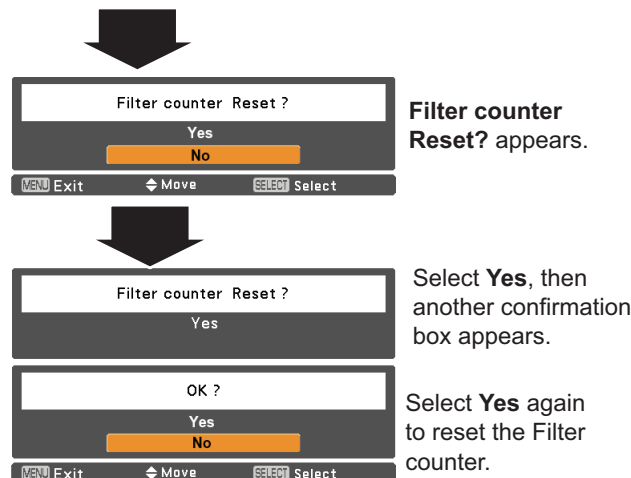 Filter counter Reset ?
Yes
No
MENU Exit Move SELECT Select
Filter counter
Reset? appears.
Filter counter Reset ?
Yes
Select Yes, then
another confirmation
box appears.
OK ?
Yes
No
MENU Exit Move SELECT Select
Select Yes again
to reset the Filter
counter.